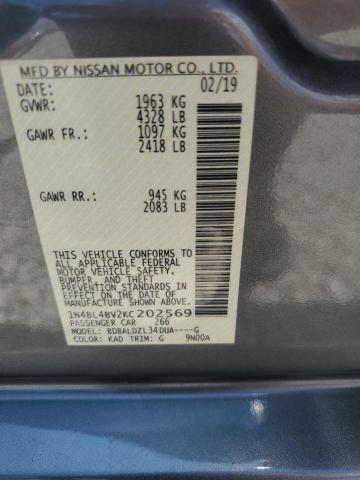 MFD BY NISSAN MOTOR CO., LTD.
DATE: 02/19
GVWR: 1963 KG
4328 LB
GAWR FR.: 1097 KG
2418 LB
GAWR RR.: 945 KG
2083 LB
THIS VEHICLE CONFORMS TO
ALL APPLICABLE FEDERAL
MOTOR VEHICLE SAFETY,
BUMPER, AND THEFT
PREVENTION STANDARDS IN
EFFECT ON THE DATE OF
MANUFACTURE SHOWN ABOVE.
1N4BL4BV2KC202569
PASSENGER CAR 266
MODEL: BDBALDZL34DUA----G
COLOR: KAD TRIM: G 9N00A